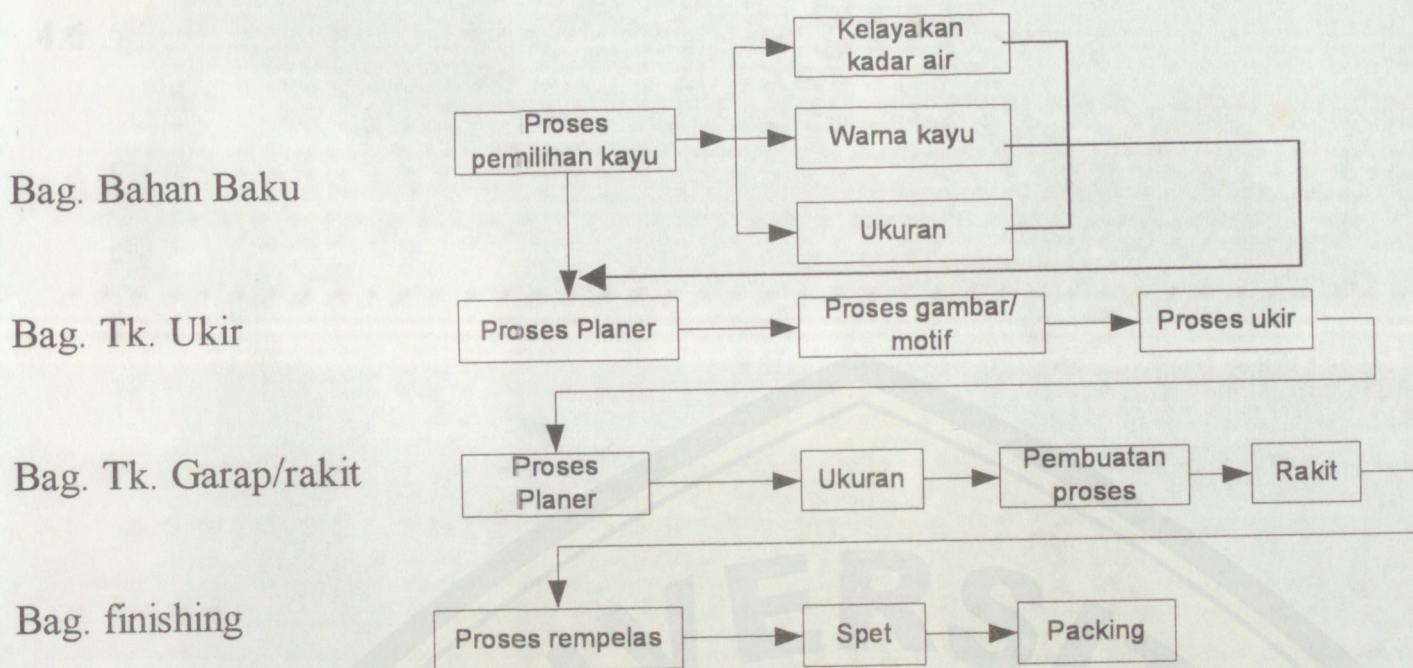 Kelayakan
kadar air
Proses
pemilihan kayu
Warna kayu
Bag. Bahan Baku
Ukuran
Bag. Tk. Ukir
Proses Planer
Proses gambar/
motif
Proses ukir
Bag. Tk. Garap/rakit
Proses
Planer
Ukuran
Pembuatan
proses
Rakit
Bag. finishing
Proses rempelas
Spet
Packing